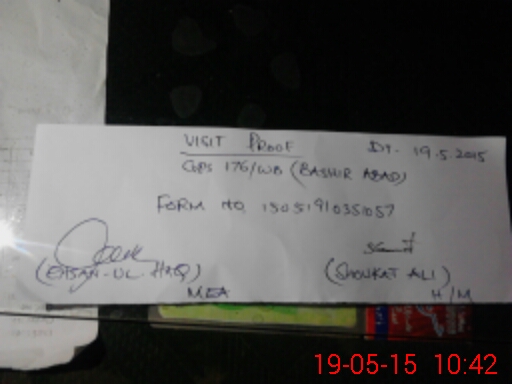 VISIT PROOF Dt. 19.5.2015
GPS 176/WB (BASHIR ABAD)
FORM NO. 15051910351057
(EHSAN-UL-HAQ) (SHOUKAT ALI)
MEA H/M
19-05-15 10:42